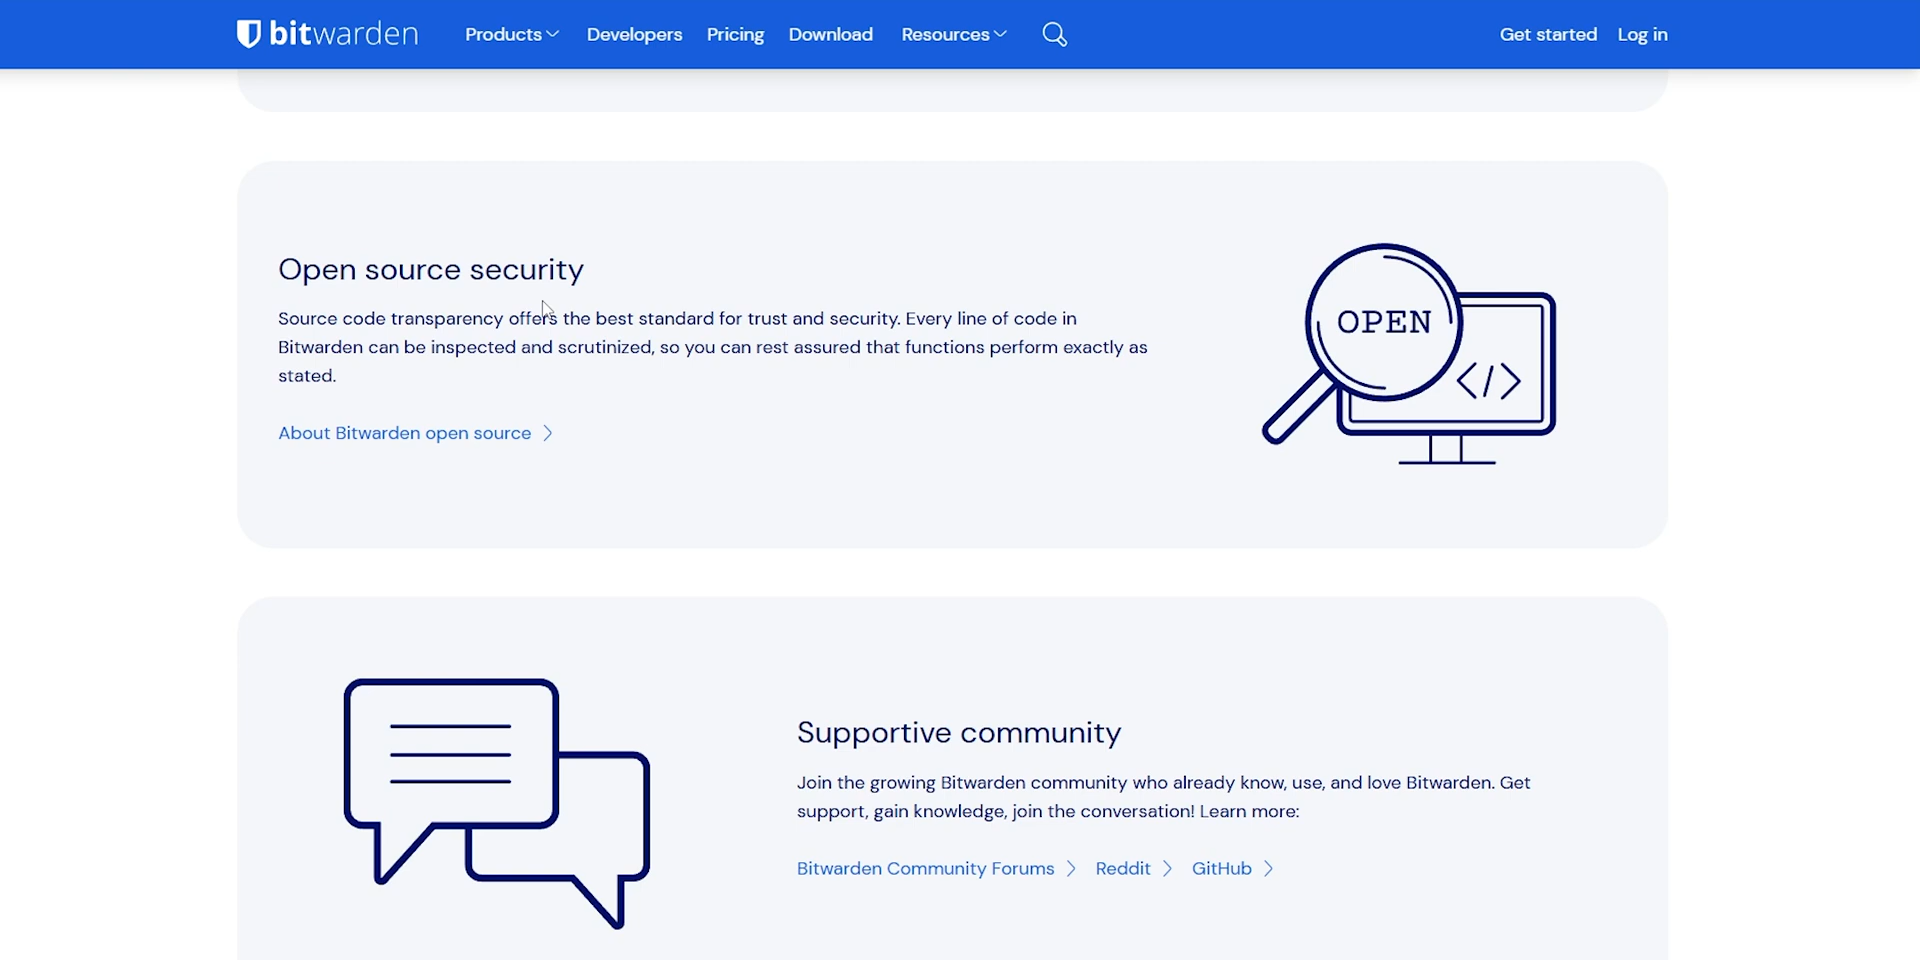 bitwarden Products Developers Pricing Download Resources Get started Log in
Open source security
Source code transparency offers the best standard for trust and security. Every line of code in
Bitwarden can be inspected and scrutinized, so you can rest assured that functions perform exactly as
stated.
About Bitwarden open source
OPEN
</>
Supportive community
Join the growing Bitwarden community who already know, use, and love Bitwarden. Get
support, gain knowledge, join the conversation! Learn more:
Bitwarden Community Forums Reddit GitHub